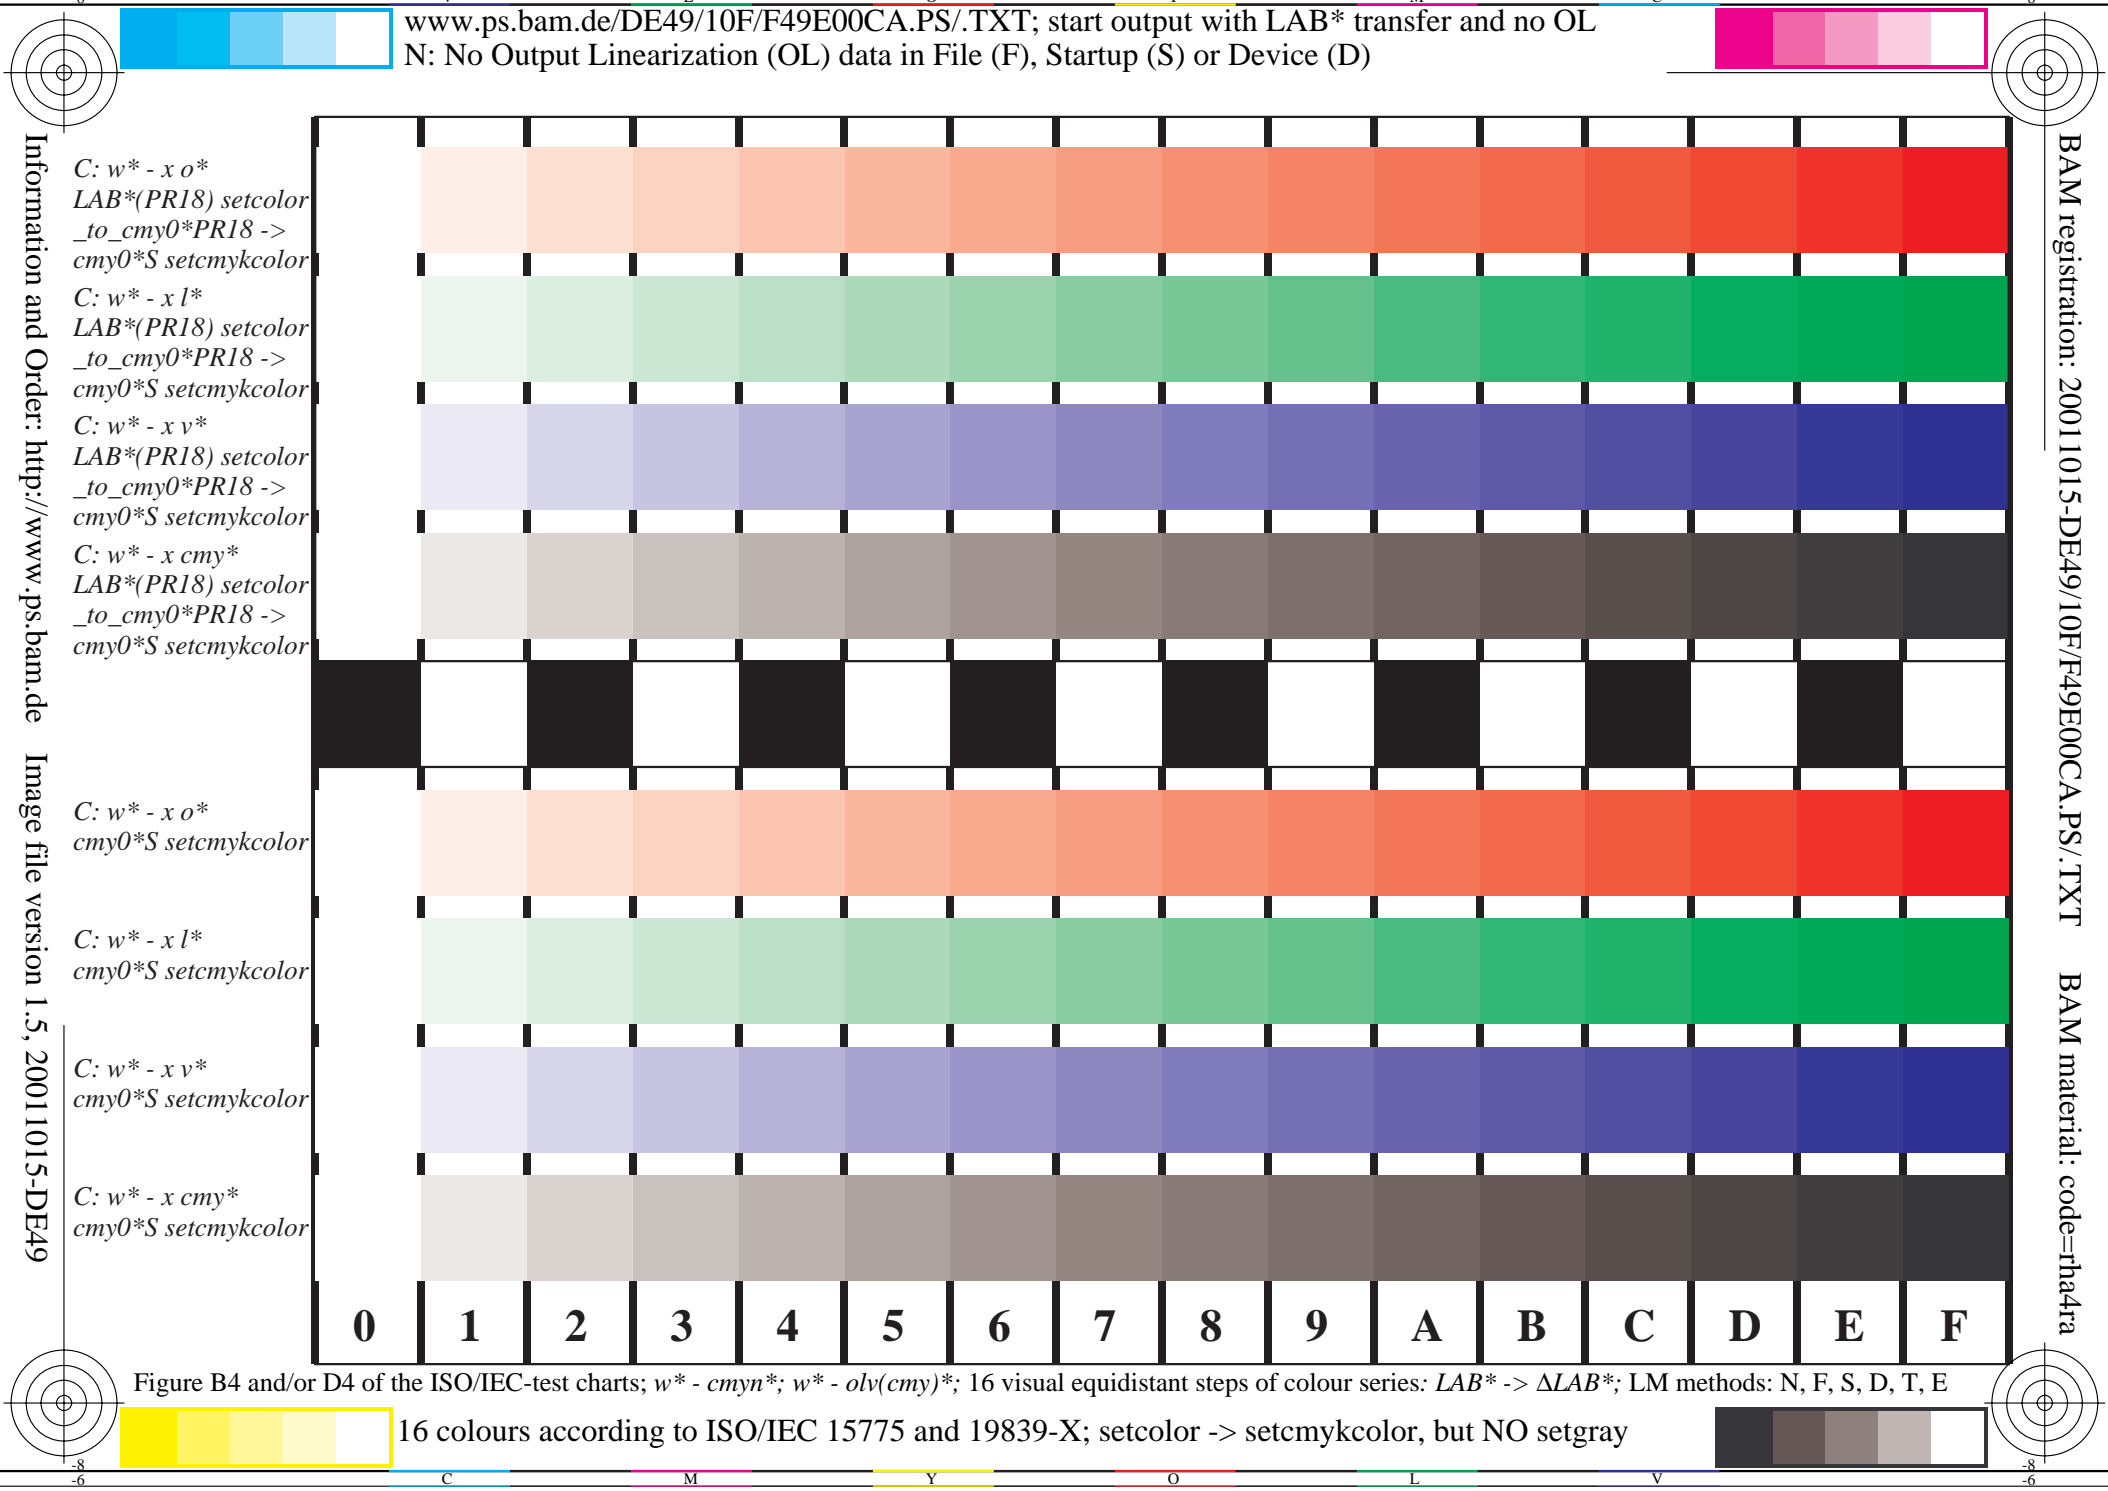 www.ps.bam.de/DE49/10F/F49E00CA.PS/.TXT; start output with LAB* transfer and no OL
N: No Output Linearization (OL) data in File (F), Startup (S) or Device (D)
Information and Order: http://www.ps.bam.de Image file version 1.5, 20011015-DE49
BAM registration: 20011015-DE49/10F/F49E00CA.PS/.TXT BAM material: code=rha4ra
C: w* - x o*
LAB*(PR18) setcolor
_to_cmy0*PR18 ->
cmy0*S setcmykcolor
C: w* - x l*
LAB*(PR18) setcolor
_to_cmy0*PR18 ->
cmy0*S setcmykcolor
C: w* - x v*
LAB*(PR18) setcolor
_to_cmy0*PR18 ->
cmy0*S setcmykcolor
C: w* - x cmy*
LAB*(PR18) setcolor
_to_cmy0*PR18 ->
cmy0*S setcmykcolor
C: w* - x o*
cmy0*S setcmykcolor
C: w* - x l*
cmy0*S setcmykcolor
C: w* - x v*
cmy0*S setcmykcolor
C: w* - x cmy*
cmy0*S setcmykcolor
0 1 2 3 4 5 6 7 8 9 A B C D E F
Figure B4 and/or D4 of the ISO/IEC-test charts; w* - cmyn*; w* - olv(cmy)*; 16 visual equidistant steps of colour series: LAB* -> ΔLAB*; LM methods: N, F, S, D, T, E
16 colours according to ISO/IEC 15775 and 19839-X; setcolor -> setcmykcolor, but NO setgray
-8 -8
-6 C M Y O L V -6